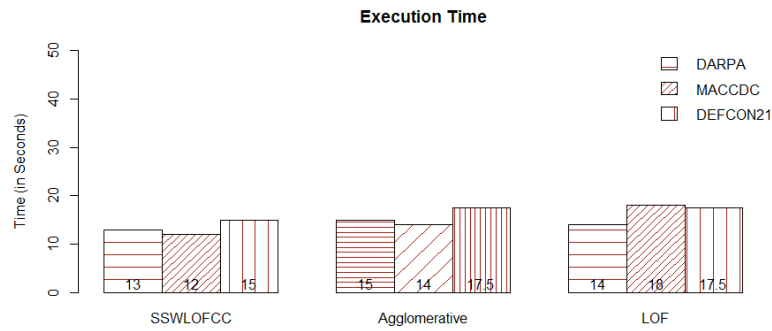 Execution Time
Time (in Seconds)
50
40
30
20
10
0
DARPA
MACCDC
DEFCON21
13 12 15
15 14 17.5
14 18 17.5
SSWLOFCC Agglomerative LOF